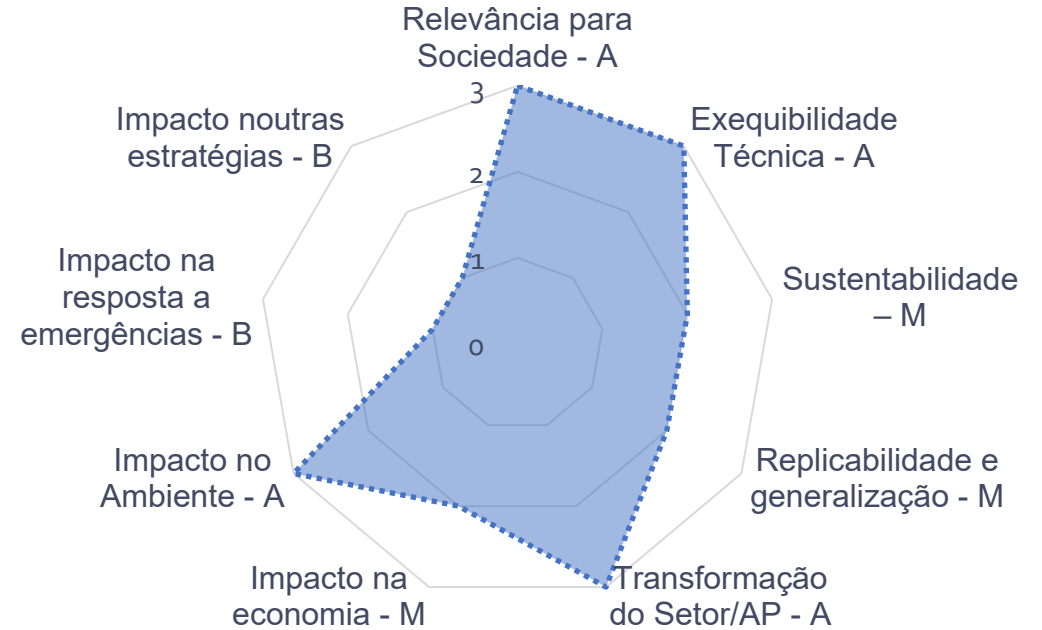 Relevância para
Sociedade - A
Exequibilidade
Técnica - A
Sustentabilidade
– M
Replicabilidade e
generalização - M
Transformação
do Setor/AP - A
Impacto na
economia - M
Impacto no
Ambiente - A
Impacto na
resposta a
emergências - B
Impacto noutras
estratégias - B
3
2
1
0